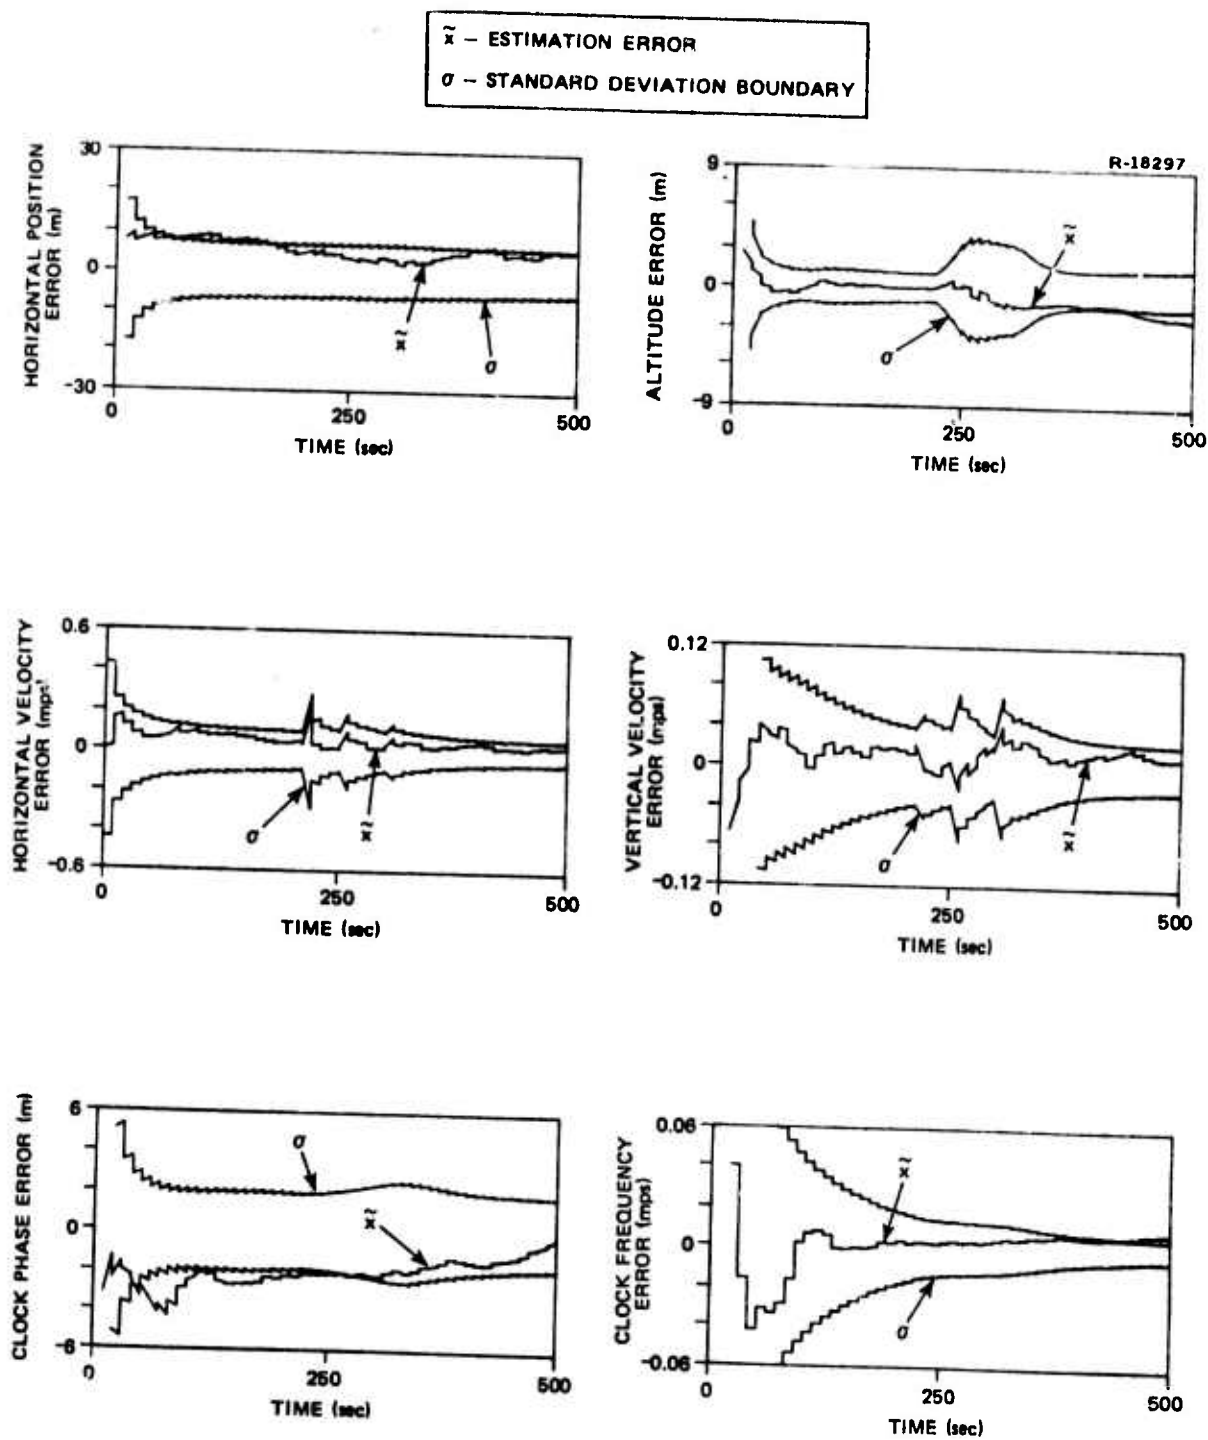 x̃ – ESTIMATION ERROR
σ – STANDARD DEVIATION BOUNDARY
R-18297
HORIZONTAL POSITION
ERROR (m)
30
0
-30
x̃
σ
0
250
500
TIME (sec)
ALTITUDE ERROR (m)
9
0
-9
x̃
σ
0
250
500
TIME (sec)
HORIZONTAL VELOCITY
ERROR (mps)
0.6
0
-0.6
σ
x̃
0
250
500
TIME (sec)
VERTICAL VELOCITY
ERROR (mps)
0.12
0
-0.12
σ
x̃
0
250
500
TIME (sec)
CLOCK PHASE ERROR (m)
6
0
-6
σ
x̃
0
250
500
TIME (sec)
CLOCK FREQUENCY
ERROR (mps)
0.06
0
-0.06
x̃
σ
0
250
500
TIME (sec)